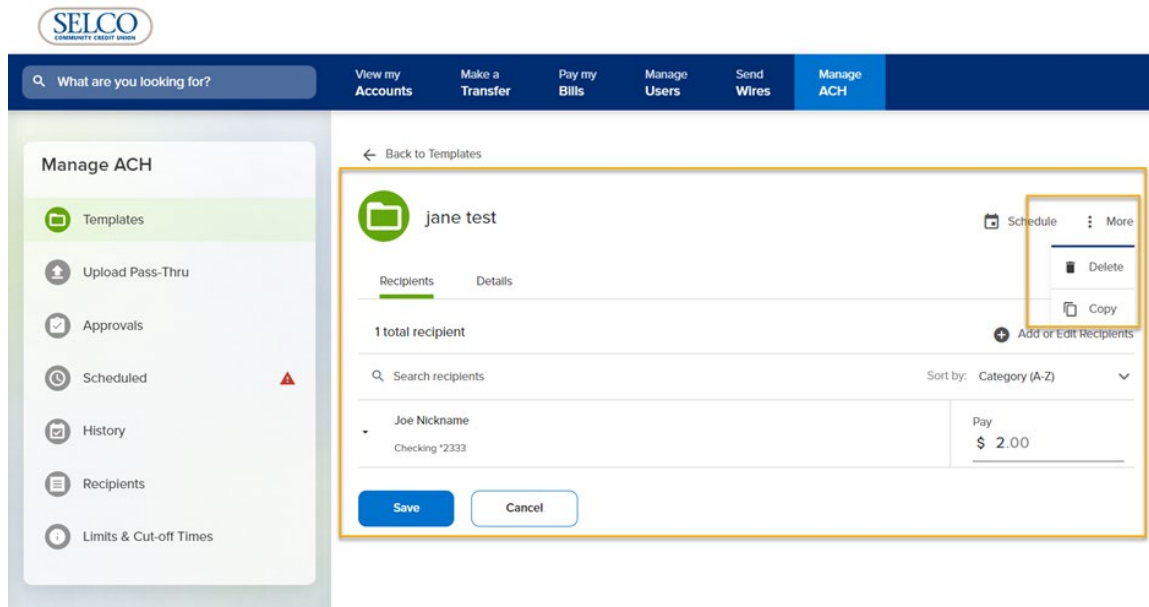 SELCO
COMMUNITY CREDIT UNION
What are you looking for?
View my Accounts
Make a Transfer
Pay my Bills
Manage Users
Send Wires
Manage ACH
Manage ACH
Templates
Upload Pass-Thru
Approvals
Scheduled
History
Recipients
Limits & Cut-off Times
Back to Templates
jane test
Schedule
More
Delete
Copy
Recipients
Details
1 total recipient
Add or Edit Recipients
Search recipients
Sort by: Category (A-Z)
Joe Nickname
Checking *2333
Pay
$ 2.00
Save
Cancel